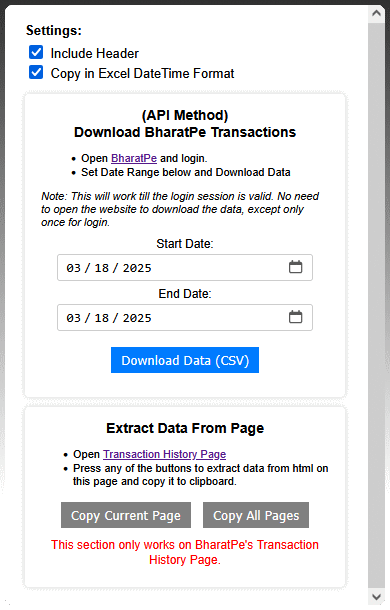 Settings:
Include Header
Copy in Excel DateTime Format
(API Method)
Download BharatPe Transactions
Open BharatPe and login.
Set Date Range below and Download Data
Note: This will work till the login session is valid. No need
to open the website to download the data, except only
once for login.
Start Date:
03 / 18 / 2025
End Date:
03 / 18 / 2025
Download Data (CSV)
Extract Data From Page
Open Transaction History Page
Press any of the buttons to extract data from html on
this page and copy it to clipboard.
Copy Current Page Copy All Pages
This section only works on BharatPe's Transaction
History Page.